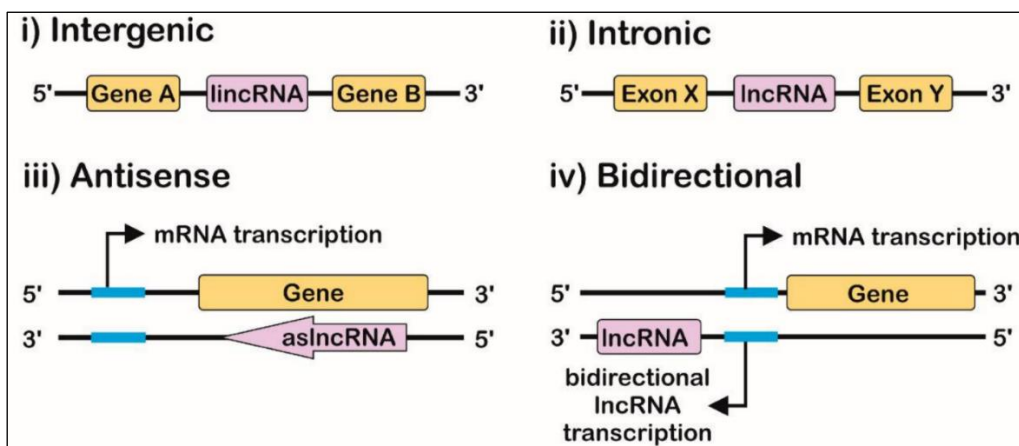 i) Intergenic
5' Gene A lincRNA Gene B 3'
ii) Intronic
5' Exon X lncRNA Exon Y 3'
iii) Antisense
mRNA transcription
5' Gene 3'
3' aslncRNA 5'
iv) Bidirectional
mRNA transcription
5' Gene 3'
3' lncRNA 5'
bidirectional
lncRNA
transcription